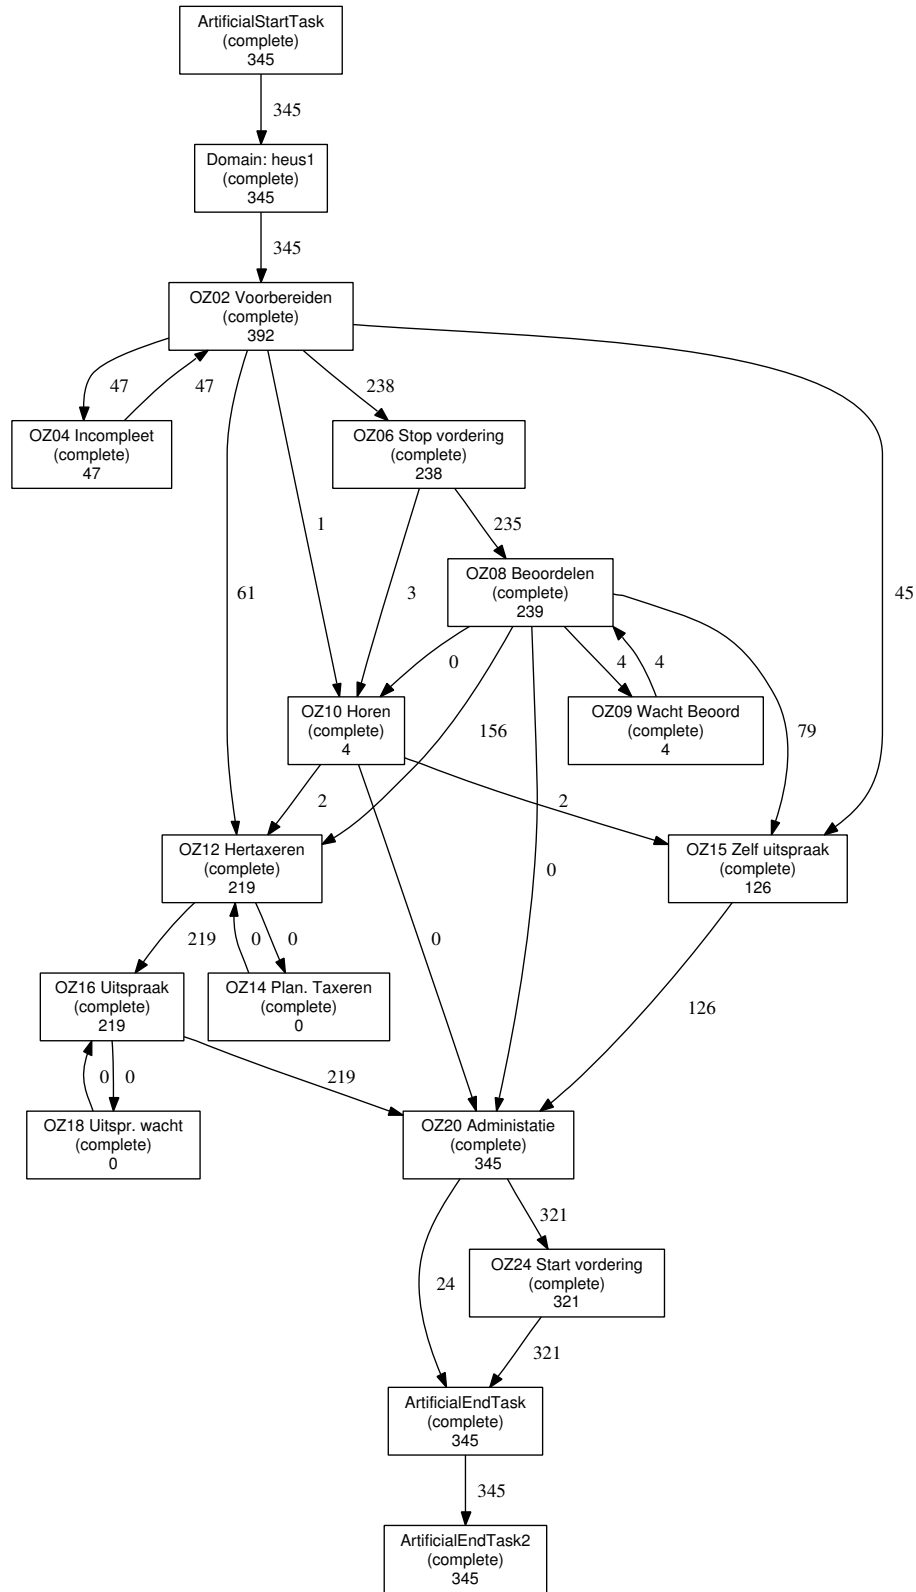 ArtificialStartTask
(complete)
345
345
Domain: heus1
(complete)
345
345
OZ02 Voorbereiden
(complete)
392
47
47
238
OZ04 Incompleet
(complete)
47
OZ06 Stop vordering
(complete)
238
1
235
61
3
45
OZ08 Beoordelen
(complete)
239
0
4
4
OZ10 Horen
(complete)
4
156
OZ09 Wacht Beoord
(complete)
4
79
2
2
OZ12 Hertaxeren
(complete)
219
0
OZ15 Zelf uitspraak
(complete)
126
219
0
0
0
OZ16 Uitspraak
(complete)
219
OZ14 Plan. Taxeren
(complete)
0
126
0
0
219
OZ18 Uitspr. wacht
(complete)
0
OZ20 Administatie
(complete)
345
321
24
OZ24 Start vordering
(complete)
321
321
ArtificialEndTask
(complete)
345
345
ArtificialEndTask2
(complete)
345